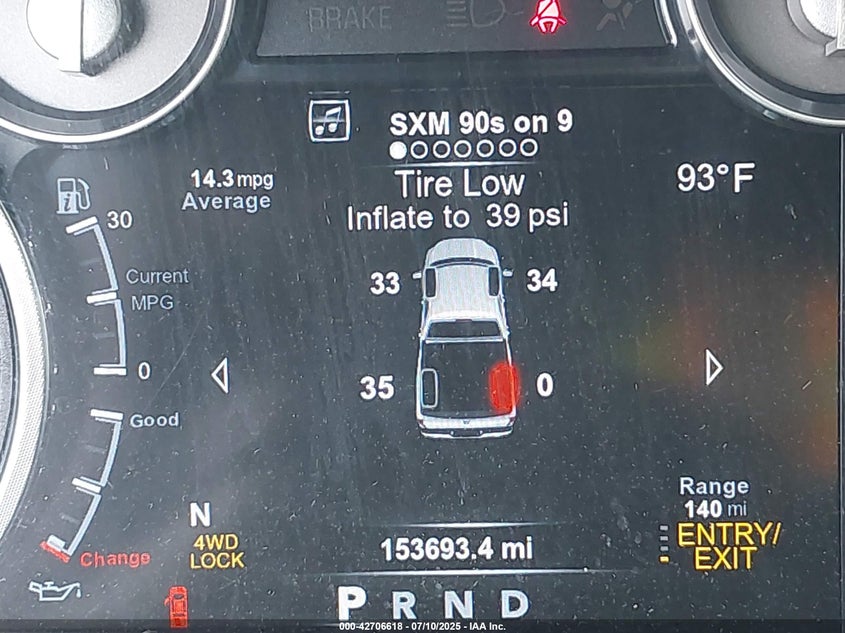 BRAKE
SXM 90s on 9
14.3 mpg
Average
Tire Low
Inflate to 39 psi
93°F
30
Current
MPG
0
33
34
35
0
Good
Change
N
4WD
LOCK
Range
140 mi
ENTRY/
EXIT
153693.4 mi
P R N D
000-42706618 - 07/10/2025 - IAA Inc.